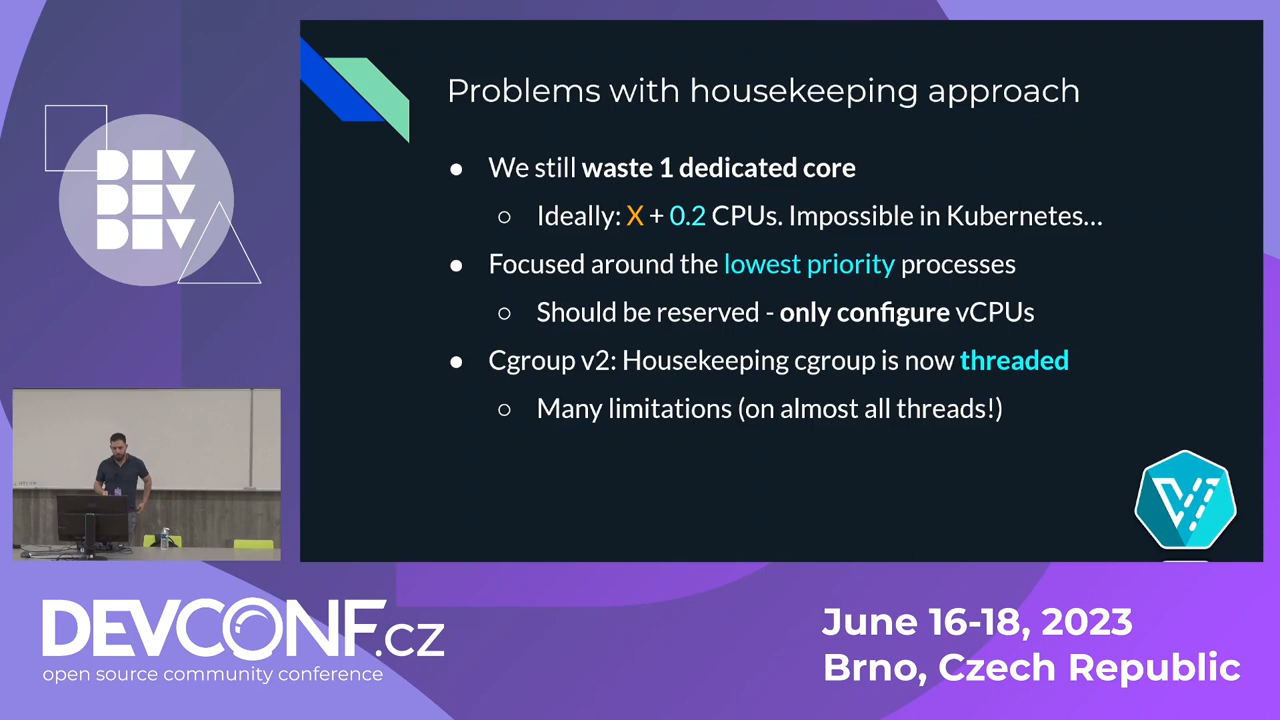 Problems with housekeeping approach
● We still waste 1 dedicated core
○ Ideally: X + 0.2 CPUs. Impossible in Kubernetes...
● Focused around the lowest priority processes
○ Should be reserved - only configure vCPUs
● Cgroup v2: Housekeeping cgroup is now threaded
○ Many limitations (on almost all threads!)
DEV
DEV
DEV
DEVCONF.cz
open source community conference
June 16-18, 2023
Brno, Czech Republic